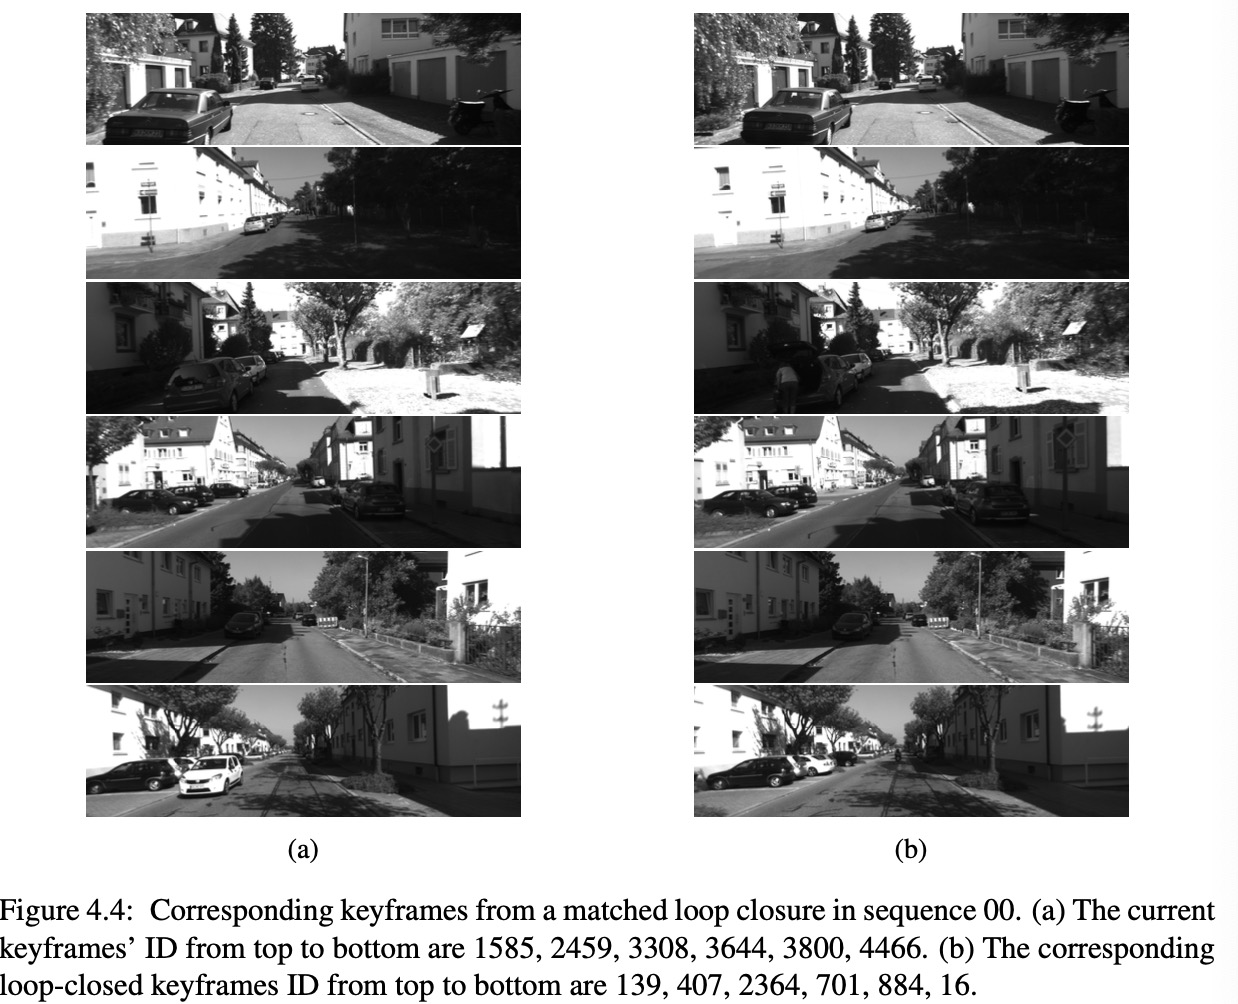 (a)
(b)
Figure 4.4: Corresponding keyframes from a matched loop closure in sequence 00. (a) The current
keyframes' ID from top to bottom are 1585, 2459, 3308, 3644, 3800, 4466. (b) The corresponding
loop-closed keyframes ID from top to bottom are 139, 407, 2364, 701, 884, 16.